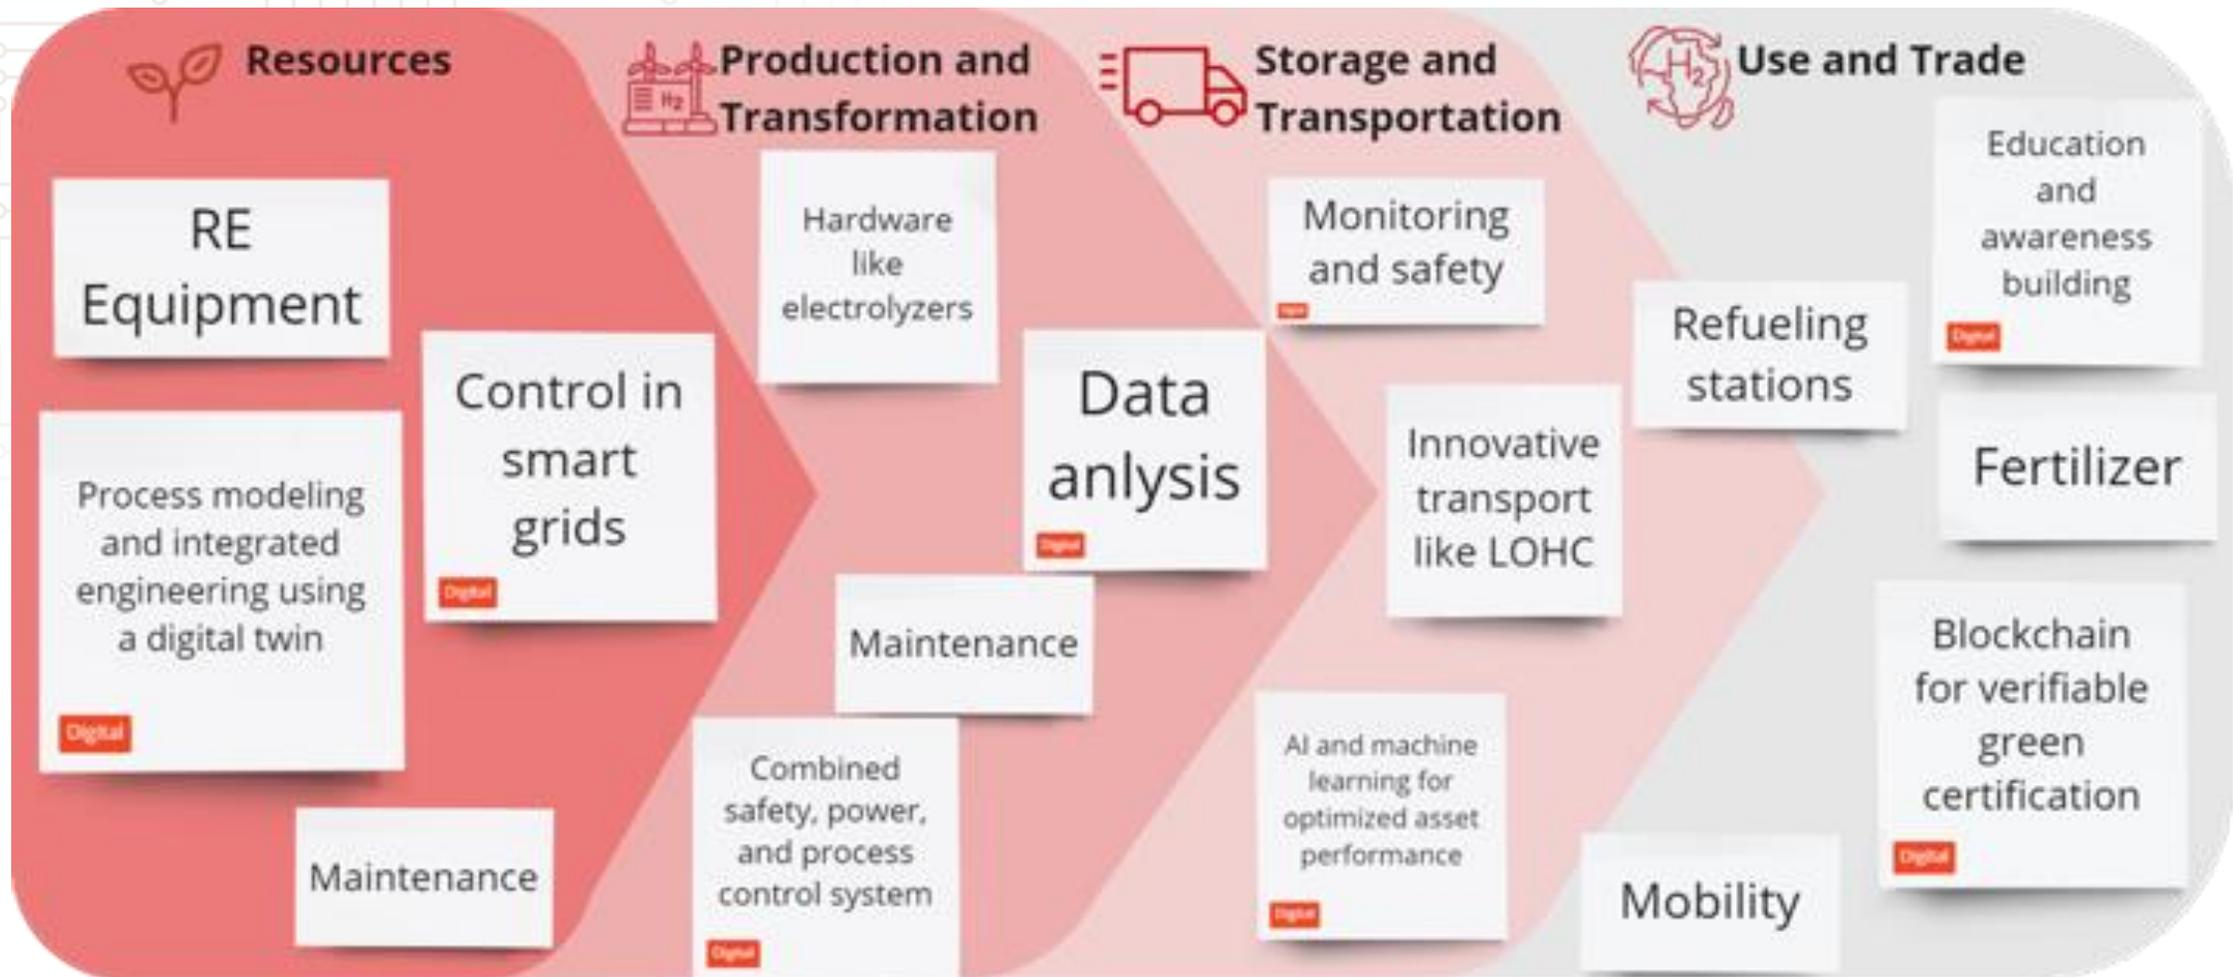 Resources
RE
Equipment
Control in
smart
grids
Digital
Process modeling
and integrated
engineering using
a digital twin
Digital
Maintenance
Production and
Transformation
H2
Hardware
like
electrolyzers
Data
anlysis
Digital
Maintenance
Combined
safety, power,
and process
control system
Digital
Storage and
Transportation
Monitoring
and safety
Innovative
transport
like LOHC
AI and machine
learning for
optimized asset
performance
Digital
Use and Trade
H2
Education
and
awareness
building
Digital
Refueling
stations
Fertilizer
Blockchain
for verifiable
green
certification
Digital
Mobility